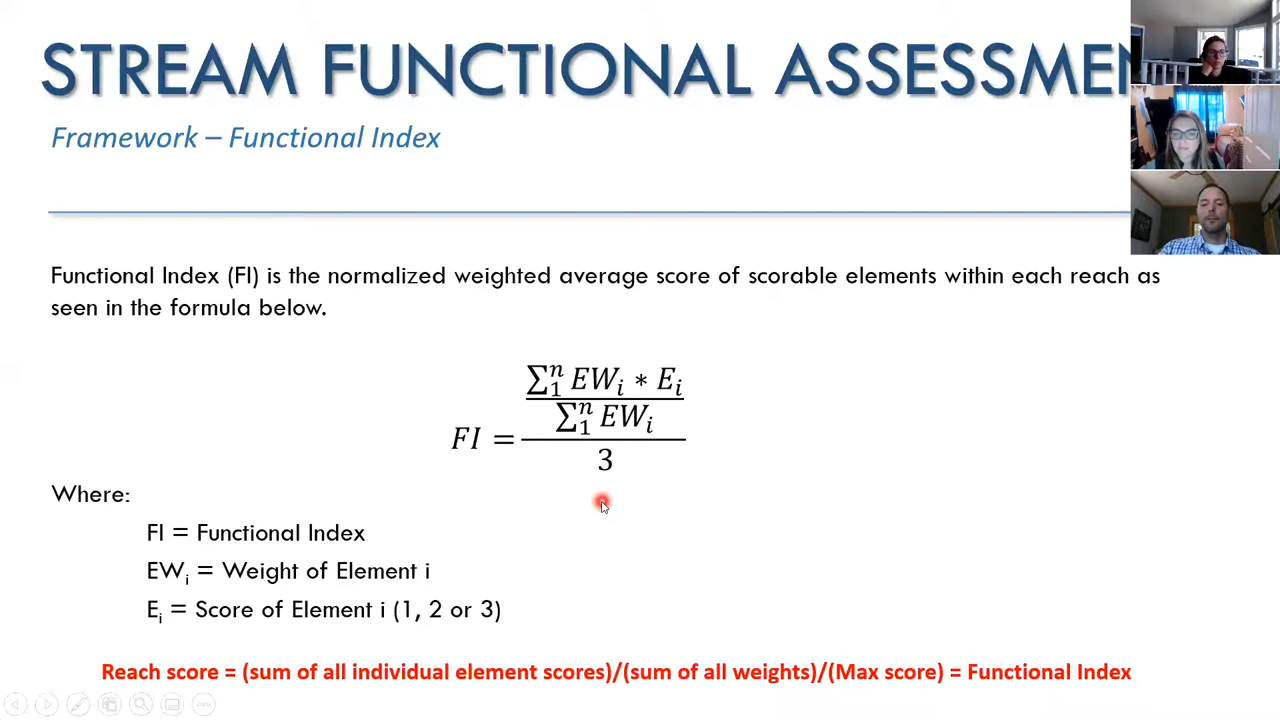 STREAM FUNCTIONAL ASSESSMEN
Framework – Functional Index
Functional Index (FI) is the normalized weighted average score of scorable elements within each reach as
seen in the formula below.
FI = ((∑₁ⁿ EWᵢ ∗ Eᵢ) / (∑₁ⁿ EWᵢ)) / 3
Where:
FI = Functional Index
EWᵢ = Weight of Element i
Eᵢ = Score of Element i (1, 2 or 3)
Reach score = (sum of all individual element scores)/(sum of all weights)/(Max score) = Functional Index